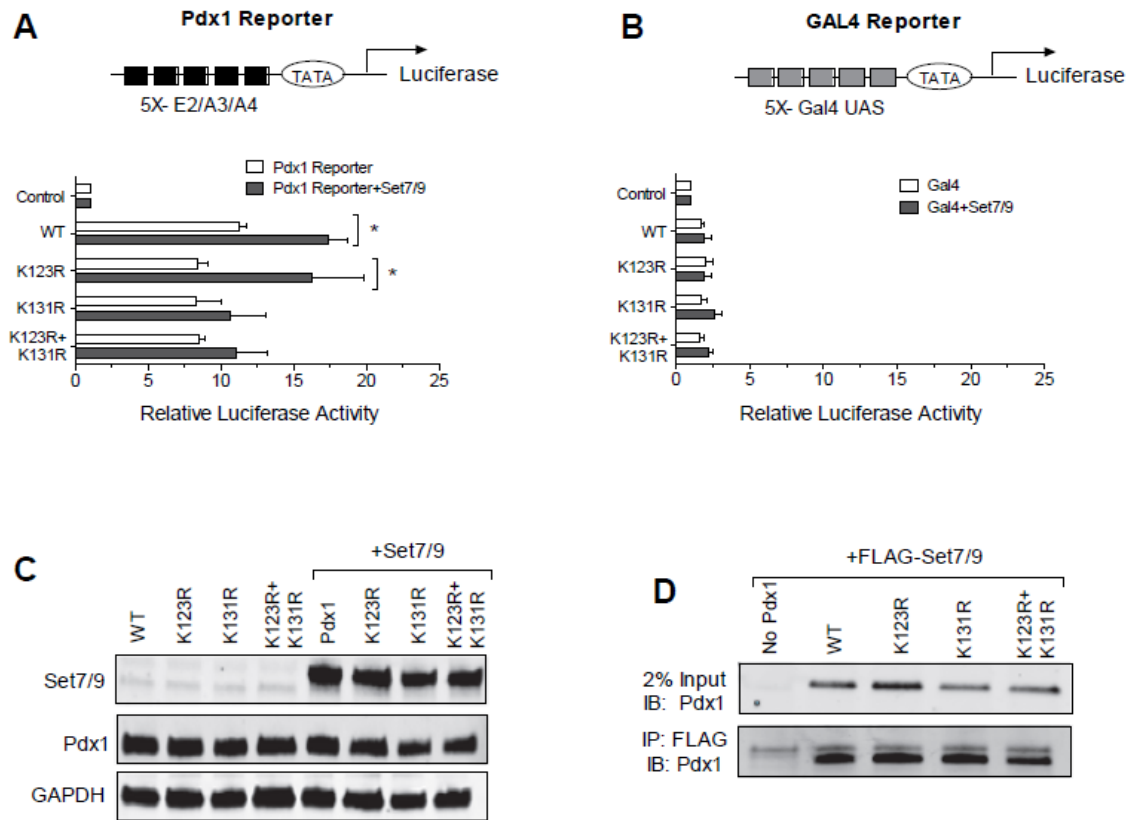 A
Pdx1 Reporter
TATA
Luciferase
5X- E2/A3/A4
Pdx1 Reporter
Pdx1 Reporter+Set7/9
Control
WT
*
K123R
*
K131R
K123R+
K131R
0 5 10 15 20 25
Relative Luciferase Activity
B
GAL4 Reporter
TATA
Luciferase
5X- Gal4 UAS
Gal4
Gal4+Set7/9
Control
WT
K123R
K131R
K123R+
K131R
0 5 10 15 20 25
Relative Luciferase Activity
C
+Set7/9
WT
K123R
K131R
K123R+
K131R
Pdx1
K123R
K131R
K123R+
K131R
Set7/9
Pdx1
GAPDH
D
+FLAG-Set7/9
No Pdx1
WT
K123R
K131R
K123R+
K131R
2% Input
IB: Pdx1
IP: FLAG
IB: Pdx1